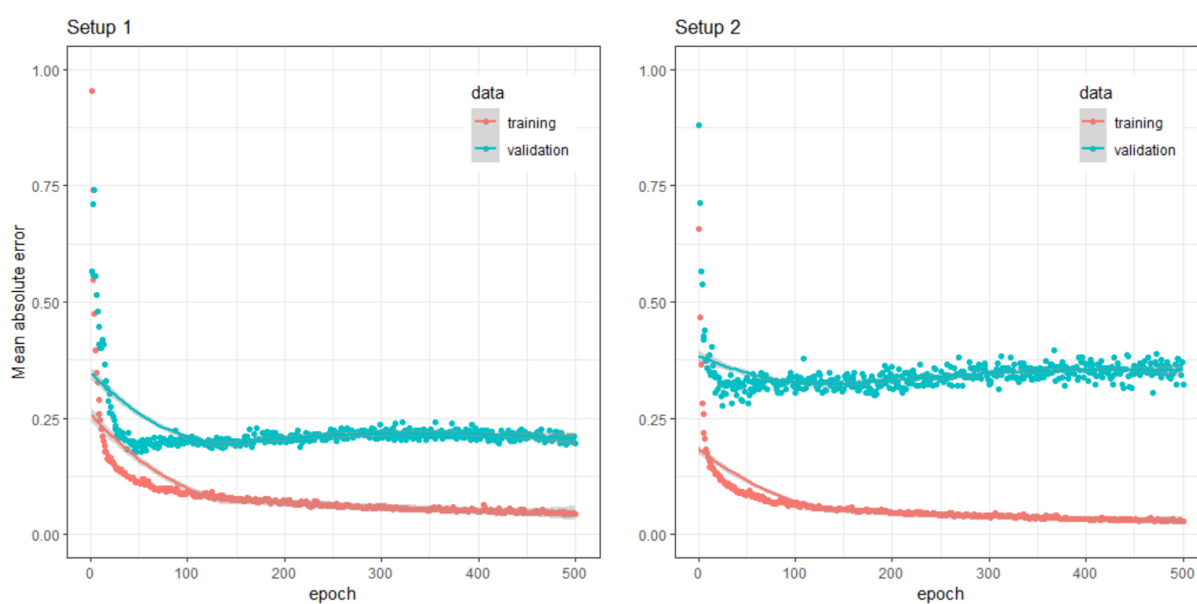 Setup 1
Mean absolute error
1.00
0.75
0.50
0.25
0.00
data
training
validation
0 100 200 300 400 500
epoch
Setup 2
1.00
0.75
0.50
0.25
0.00
data
training
validation
0 100 200 300 400 500
epoch